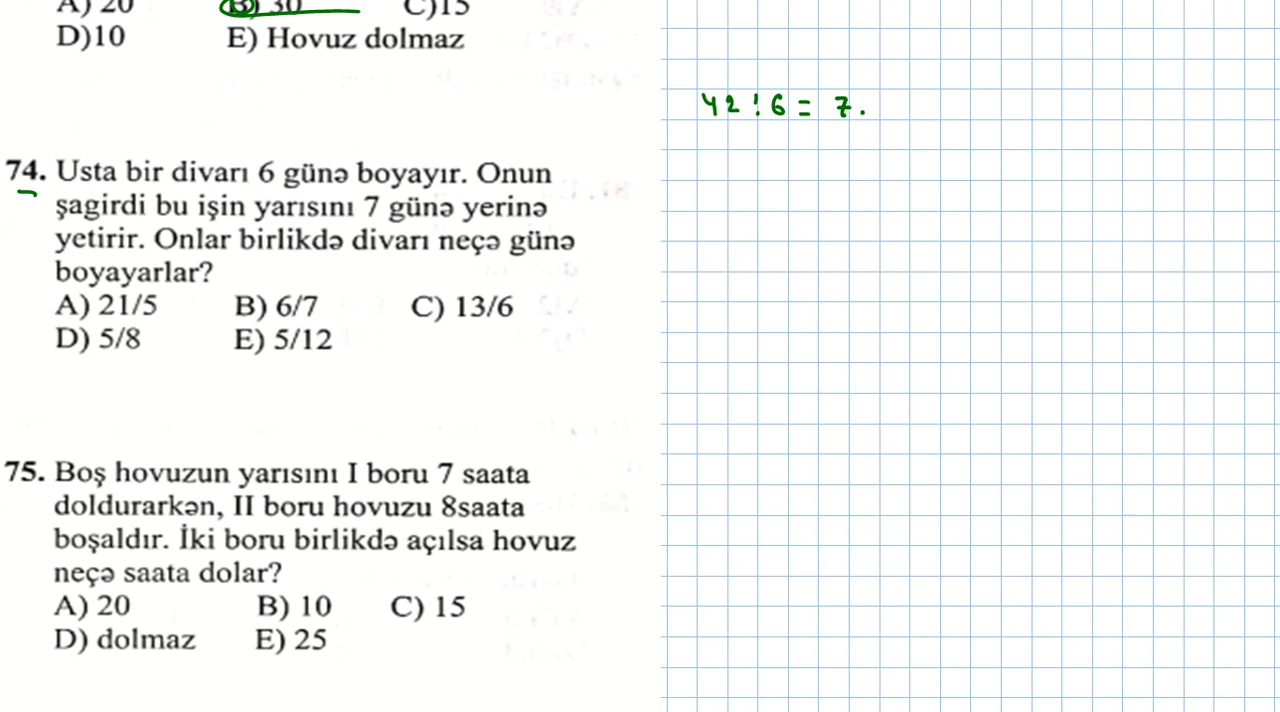 A) 20 B) 30 C)15
D)10 E) Hovuz dolmaz
42 : 6 = 7.
74. Usta bir divarı 6 günə boyayır. Onun
şagirdi bu işin yarısını 7 günə yerinə
yetirir. Onlar birlikdə divarı neçə günə
boyayarlar?
A) 21/5 B) 6/7 C) 13/6
D) 5/8 E) 5/12
75. Boş hovuzun yarısını I boru 7 saata
doldurarkən, II boru hovuzu 8saata
boşaldır. İki boru birlikdə açılsa hovuz
neçə saata dolar?
A) 20 B) 10 C) 15
D) dolmaz E) 25